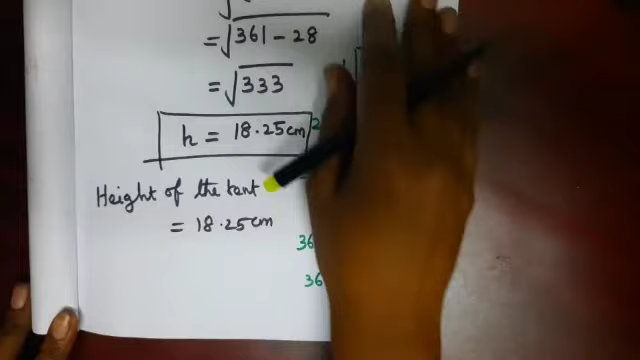 = √361 - 28
= √333
h = 18.25cm
Height of the tent
= 18.25cm
36
36